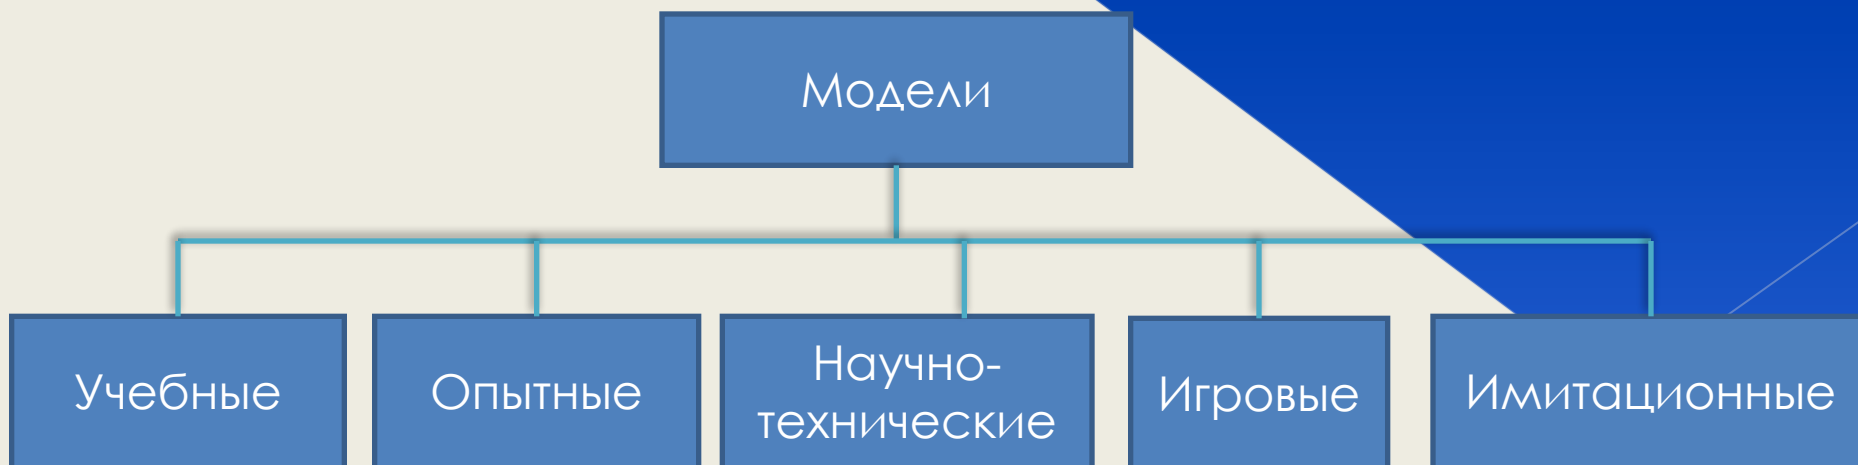 Модели
Учебные
Опытные
Научно-
технические
Игровые
Имитационные